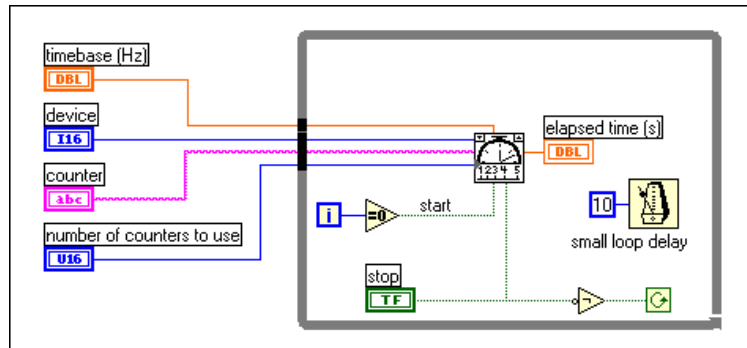 timebase (Hz)
DBL
device
I16
counter
abc
number of counters to use
U16
i
=0
start
stop
TF
1 2 3 4 5
elapsed time (s)
DBL
10
small loop delay